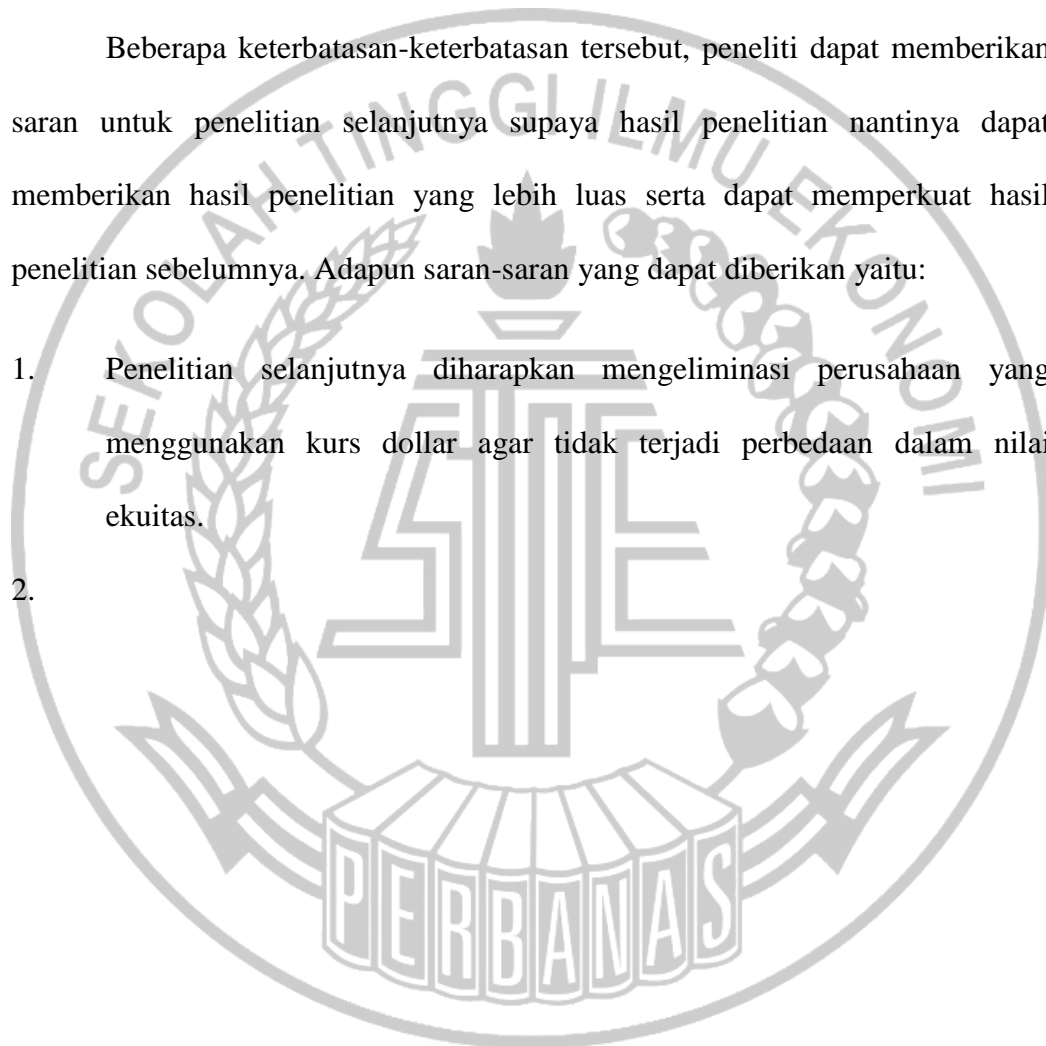 Beberapa keterbatasan-keterbatasan tersebut, peneliti dapat memberikan
saran untuk penelitian selanjutnya supaya hasil penelitian nantinya dapat
memberikan hasil penelitian yang lebih luas serta dapat memperkuat hasil
penelitian sebelumnya. Adapun saran-saran yang dapat diberikan yaitu:
1. Penelitian selanjutnya diharapkan mengeliminasi perusahaan yang
menggunakan kurs dollar agar tidak terjadi perbedaan dalam nilai
ekuitas.
2.
SEKOLAH TINGGI ILMU EKONOMI
STIE
PERBANAS